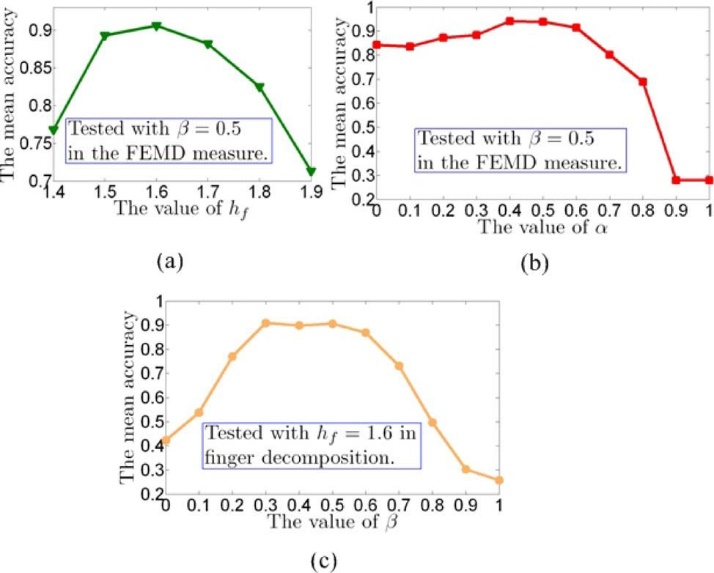 The mean accuracy
0.9
0.85
0.8
0.75
0.7
1.4 1.5 1.6 1.7 1.8 1.9
Tested with β = 0.5
in the FEMD measure.
The value of h_f
(a)
The mean accuracy
1
0.9
0.8
0.7
0.6
0.5
0.4
0.3
0.2
0 0.1 0.2 0.3 0.4 0.5 0.6 0.7 0.8 0.9 1
Tested with β = 0.5
in the FEMD measure.
The value of α
(b)
The mean accuracy
1
0.9
0.8
0.7
0.6
0.5
0.4
0.3
0.2
0 0.1 0.2 0.3 0.4 0.5 0.6 0.7 0.8 0.9 1
Tested with h_f = 1.6 in
finger decomposition.
The value of β
(c)